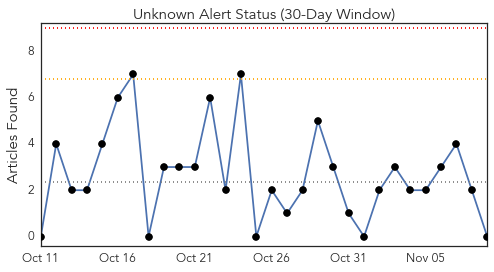 Unknown Alert Status (30-Day Window)
Articles Found
8
6
4
2
0
Oct 11 Oct 16 Oct 21 Oct 26 Oct 31 Nov 05